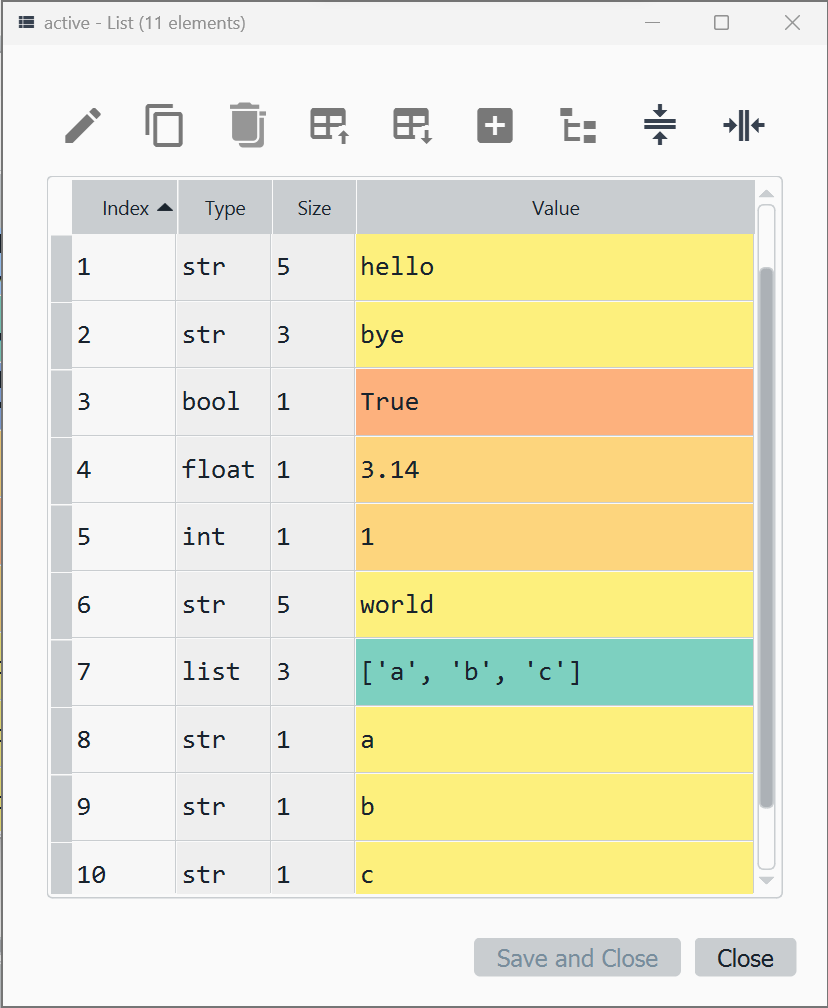 active - List (11 elements)
Index Type Size Value
1 str 5 hello
2 str 3 bye
3 bool 1 True
4 float 1 3.14
5 int 1 1
6 str 5 world
7 list 3 ['a', 'b', 'c']
8 str 1 a
9 str 1 b
10 str 1 c
Save and Close Close